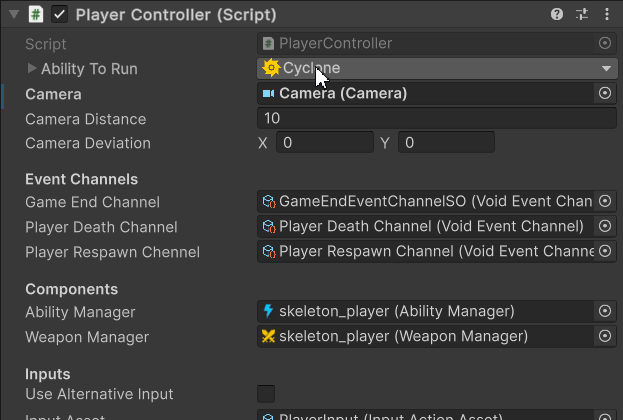 Player Controller (Script)
Script PlayerController
Ability To Run Cyclone
Camera Camera (Camera)
Camera Distance 10
Camera Deviation X 0 Y 0
Event Channels
Game End Channel GameEndEventChannelSO (Void Event Chan
Player Death Channel Player Death Channel (Void Event Channel)
Player Respawn Chennel Player Respawn Channel (Void Event Channe
Components
Ability Manager skeleton_player (Ability Manager)
Weapon Manager skeleton_player (Weapon Manager)
Inputs
Use Alternative Input
Input Asset PlayerInput (Input Action Asset)